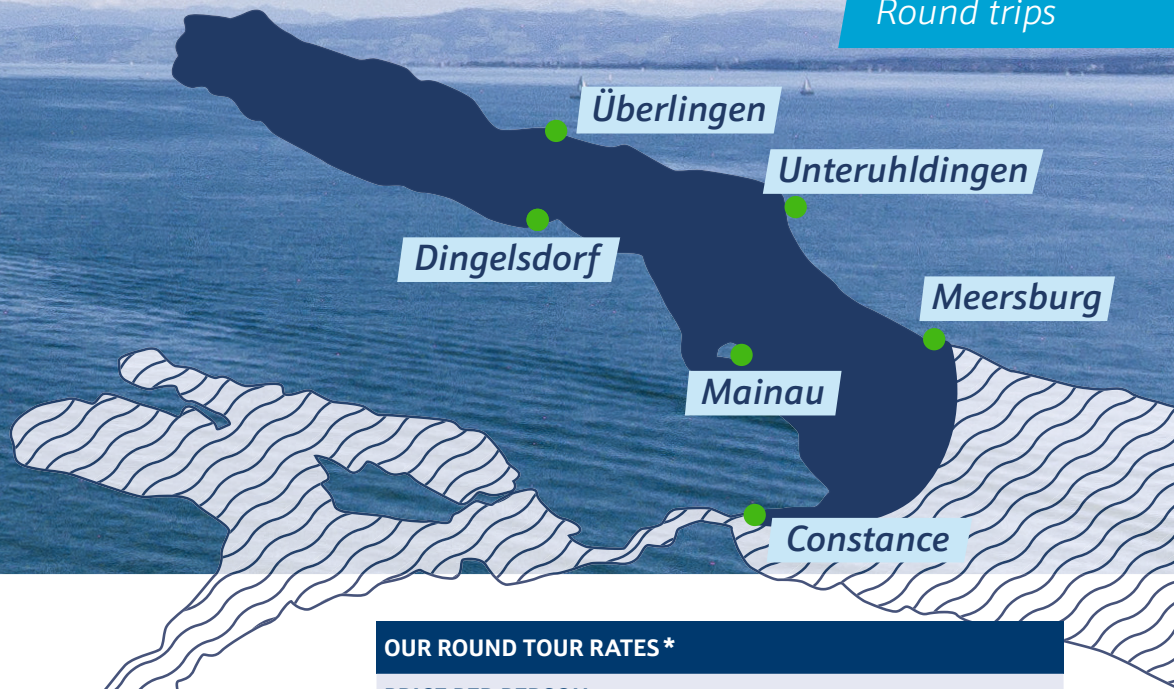 Round trips
Überlingen
Unteruhldingen
Dingelsdorf
Meersburg
Mainau
Constance
OUR ROUND TOUR RATES*